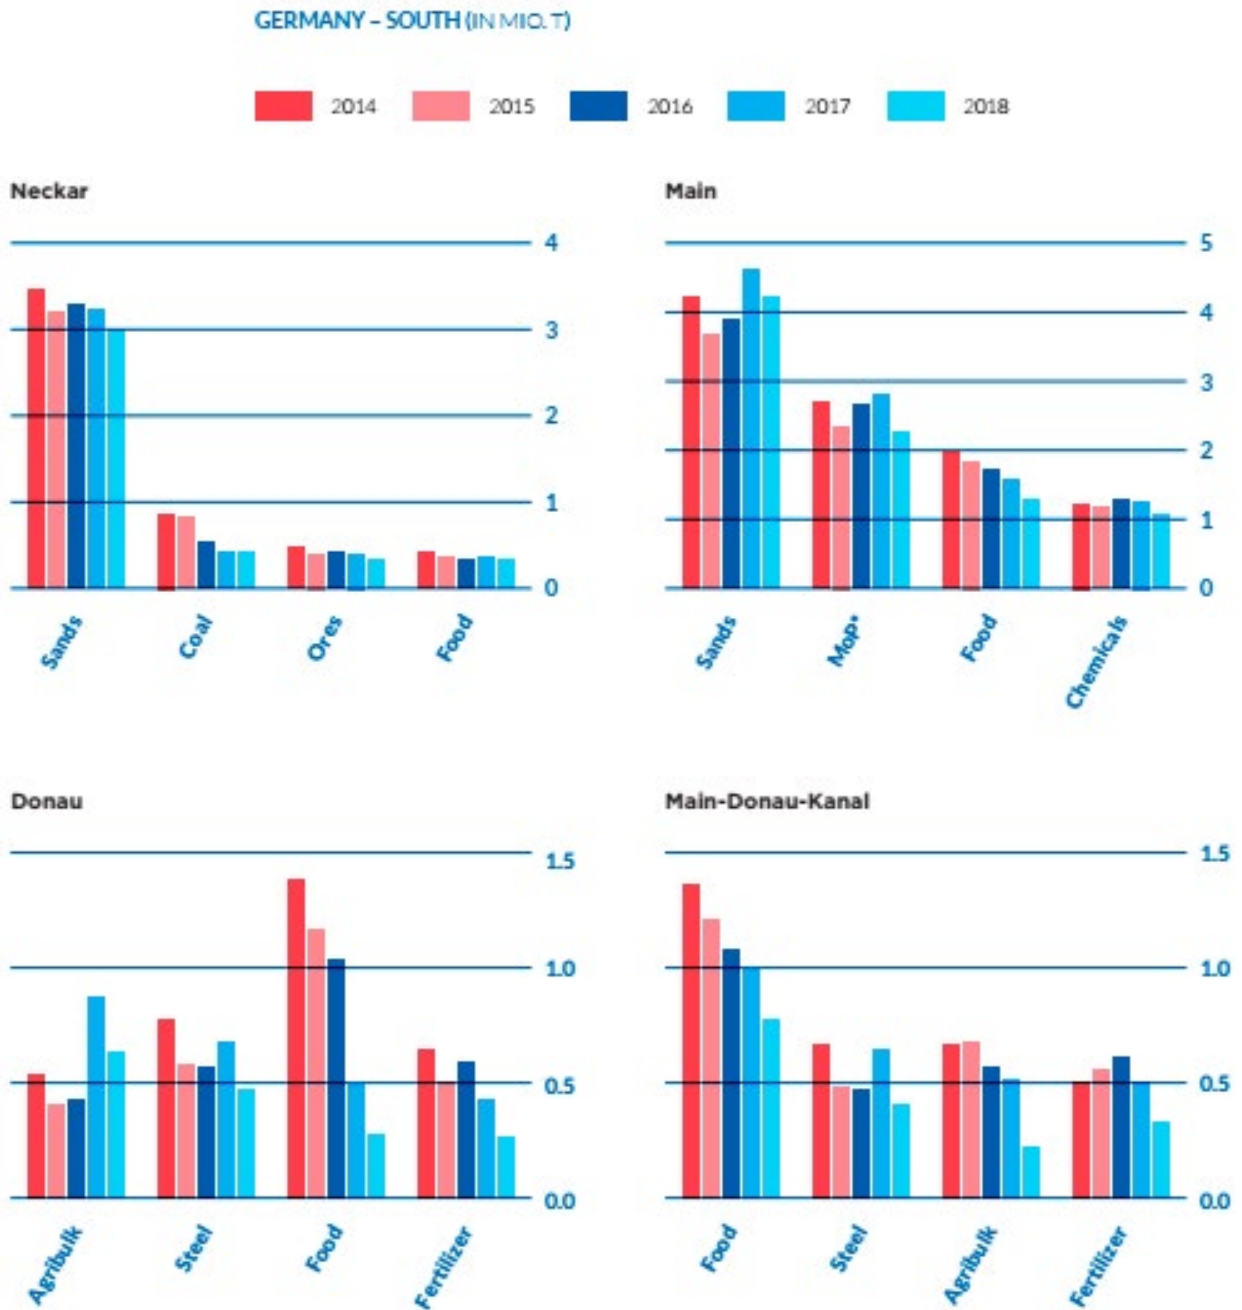 GERMANY – SOUTH (IN MIO. T)
2014 2015 2016 2017 2018
Neckar
4
3
2
1
0
Sands Coal Ores Food
Main
5
4
3
2
1
0
Sands Mop* Food Chemicals
Donau
1.5
1.0
0.5
0.0
Agribulk Steel Food Fertilizer
Main-Donau-Kanal
1.5
1.0
0.5
0.0
Food Steel Agribulk Fertilizer